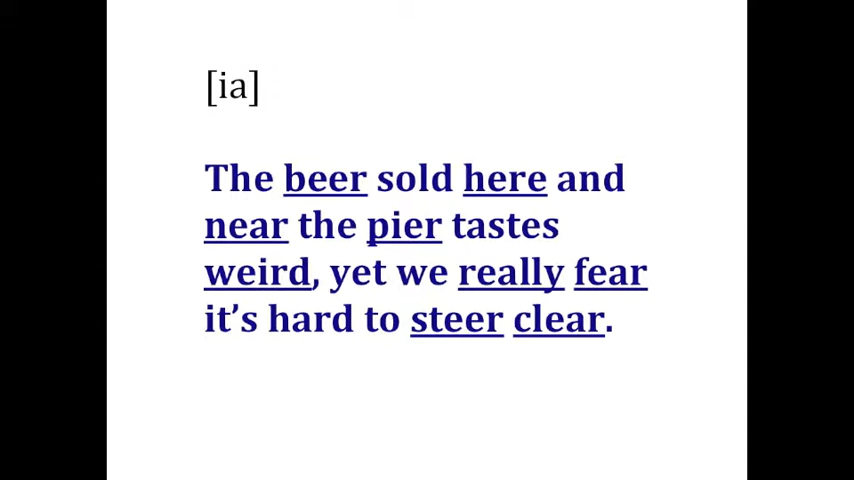 [ia]
The beer sold here and
near the pier tastes
weird, yet we really fear
it’s hard to steer clear.